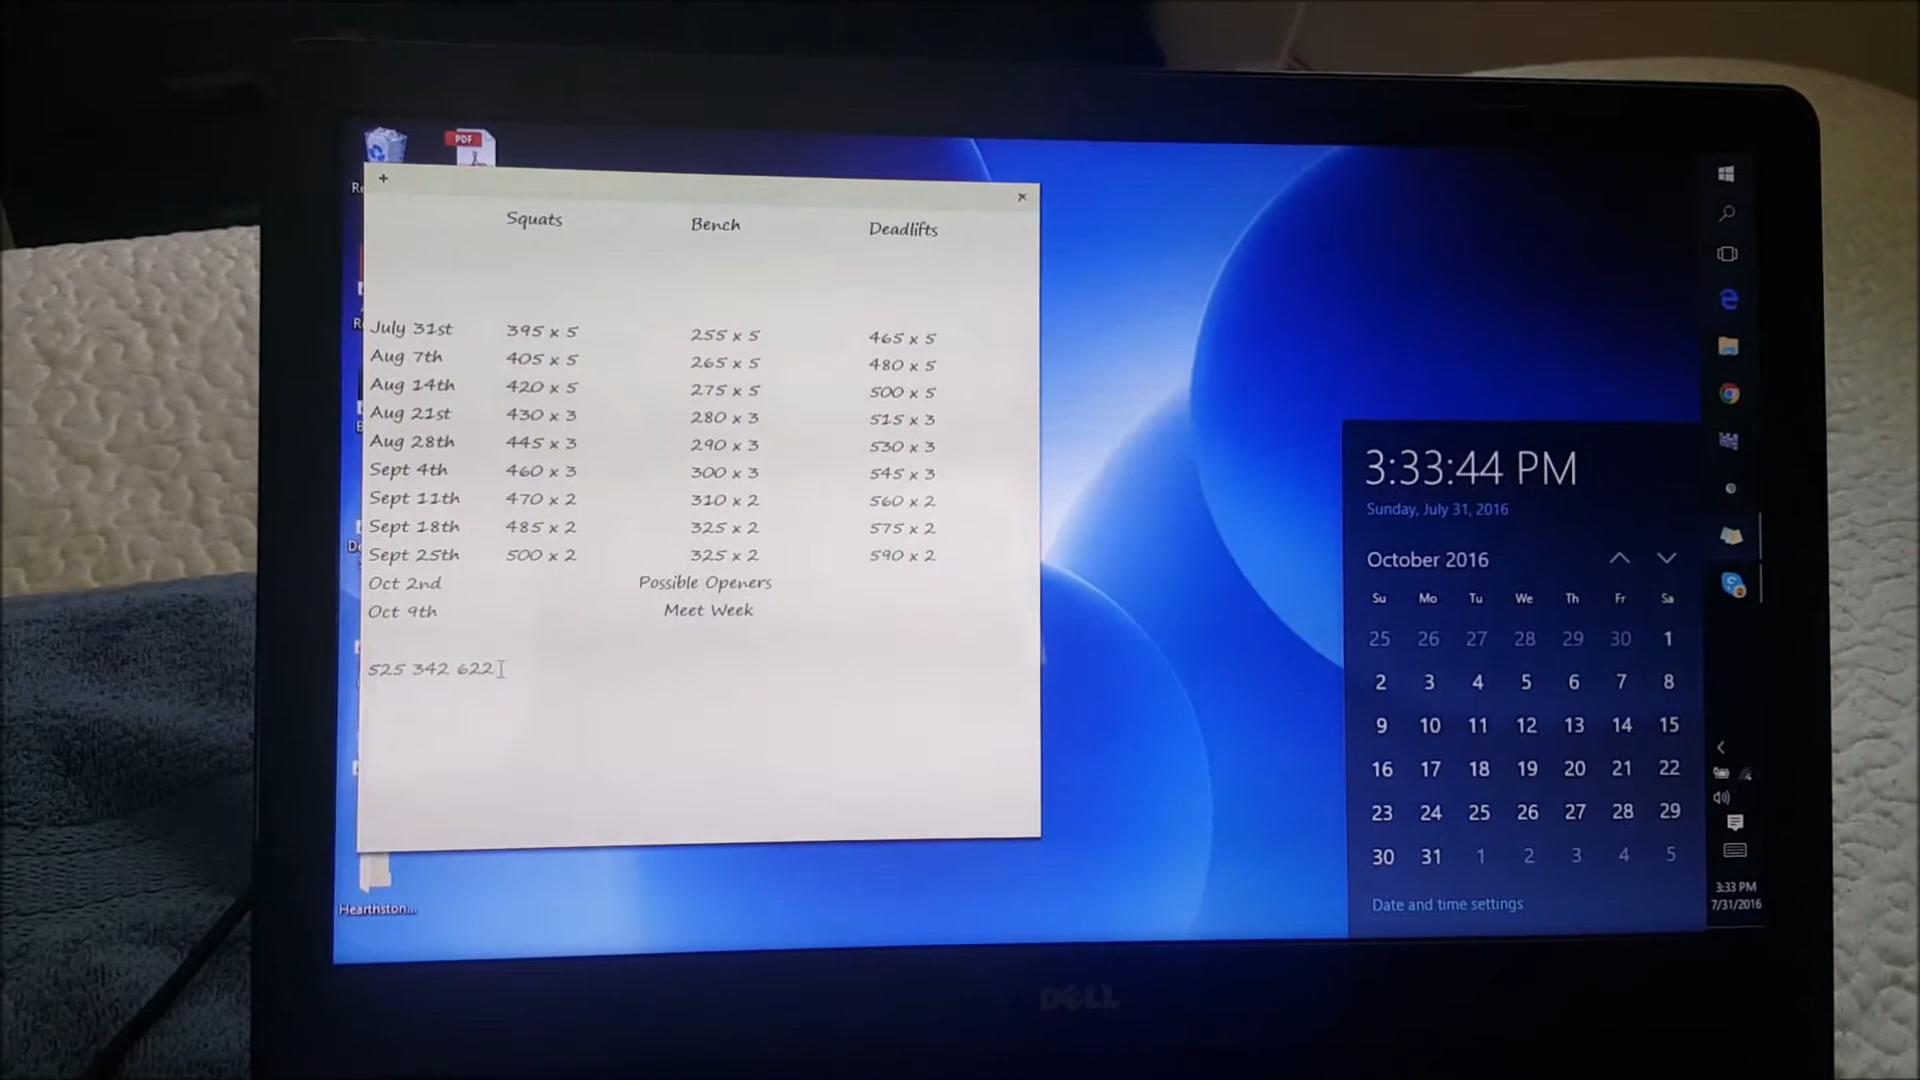 PDF
Squats Bench Deadlifts
July 31st 395 x 5 255 x 5 465 x 5
Aug 7th 405 x 5 265 x 5 480 x 5
Aug 14th 420 x 5 275 x 5 500 x 5
Aug 21st 430 x 3 280 x 3 515 x 3
Aug 28th 445 x 3 290 x 3 530 x 3
Sept 4th 460 x 3 300 x 3 545 x 3
Sept 11th 470 x 2 310 x 2 560 x 2
Sept 18th 485 x 2 325 x 2 575 x 2
Sept 25th 500 x 2 325 x 2 590 x 2
Oct 2nd Possible Openers
Oct 9th Meet Week
525 342 622
Hearthston...
3:33:44 PM
Sunday, July 31, 2016
October 2016
Su Mo Tu We Th Fr Sa
25 26 27 28 29 30 1
2 3 4 5 6 7 8
9 10 11 12 13 14 15
16 17 18 19 20 21 22
23 24 25 26 27 28 29
30 31 1 2 3 4 5
Date and time settings
3:33 PM
7/31/2016
DELL